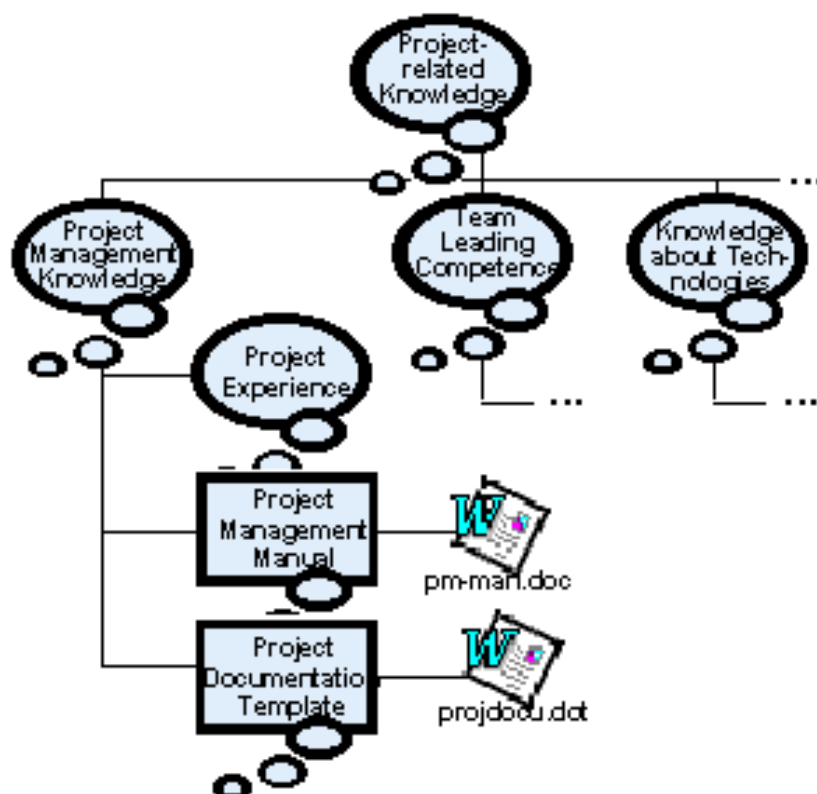 Project-
related
Knowledge
...
Project
Management
Knowledge
Team
Leading
Competence
Knowledge
about Tech-
nologies
Project
Experience
...
...
Project
Management
Manual
W
pm-man.doc
Project
Documentatio
Template
W
projdocu.dot